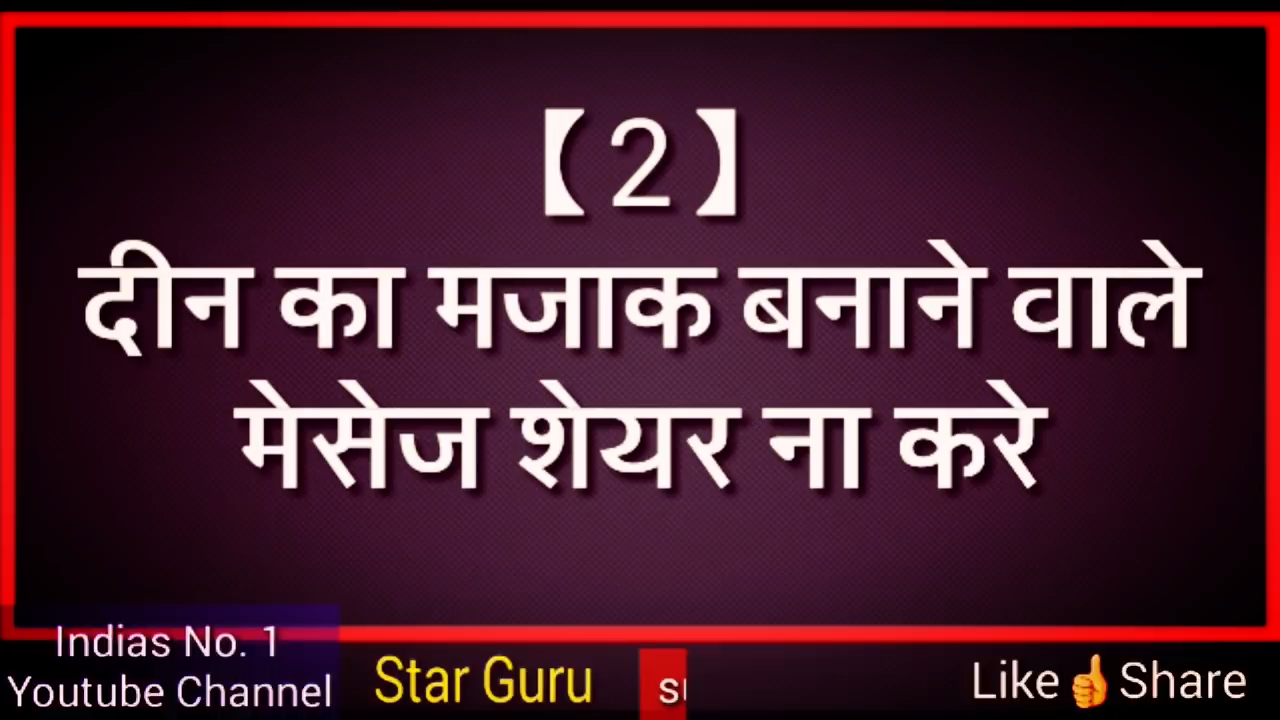 【2】
दीन का मजाक बनाने वाले
मेसेज शेयर ना करे
Indias No. 1
Youtube Channel
Star Guru
Like👍Share